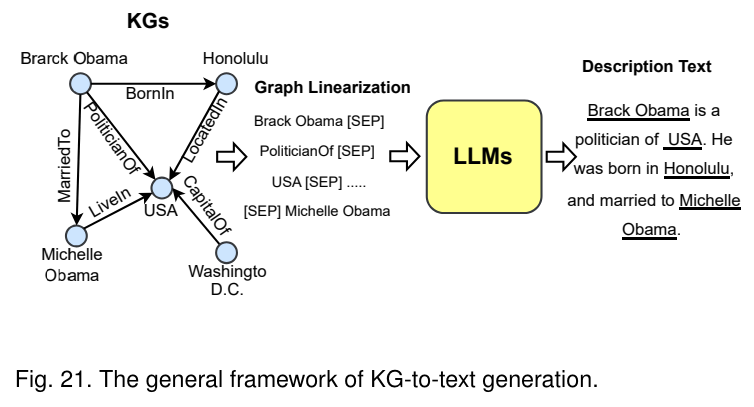 KGs
Brarck Obama
Honolulu
BornIn
MarriedTo
PoliticianOf
LocatedIn
LiveIn
USA
CapitalOf
Michelle
Obama
Washingto
D.C.
Graph Linearization
Brack Obama [SEP]
PoliticianOf [SEP]
USA [SEP] .....
[SEP] Michelle Obama
LLMs
Description Text
Brack Obama is a
politician of USA. He
was born in Honolulu,
and married to Michelle
Obama.
Fig. 21. The general framework of KG-to-text generation.